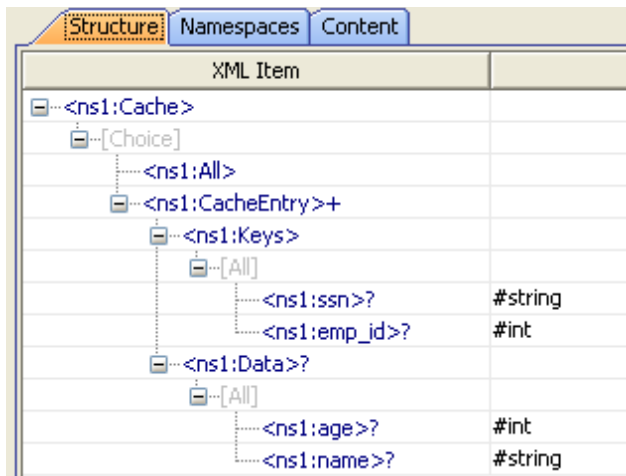 Structure Namespaces Content
XML Item
<ns1:Cache>
[Choice]
<ns1:All>
<ns1:CacheEntry>+
<ns1:Keys>
[All]
<ns1:ssn>? #string
<ns1:emp_id>? #int
<ns1:Data>?
[All]
<ns1:age>? #int
<ns1:name>? #string